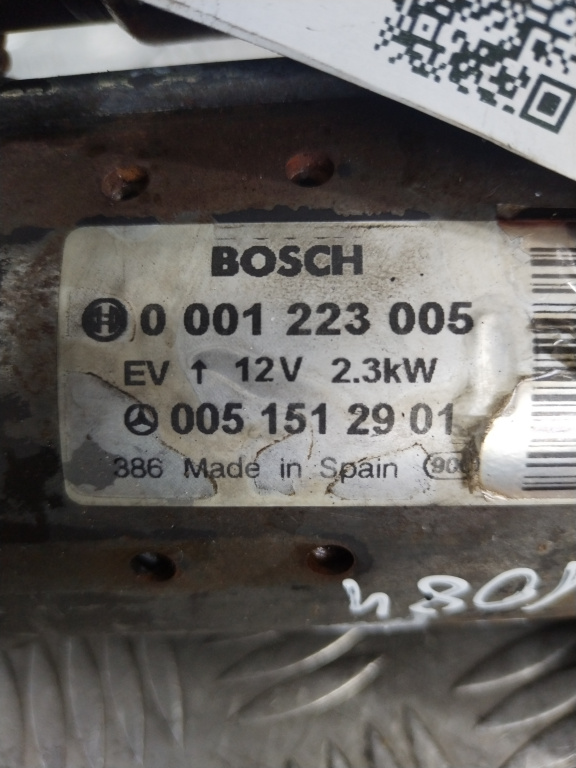 BOSCH
0 001 223 005
EV ↑ 12V 2.3kW
005 151 29 01
386 Made in Spain